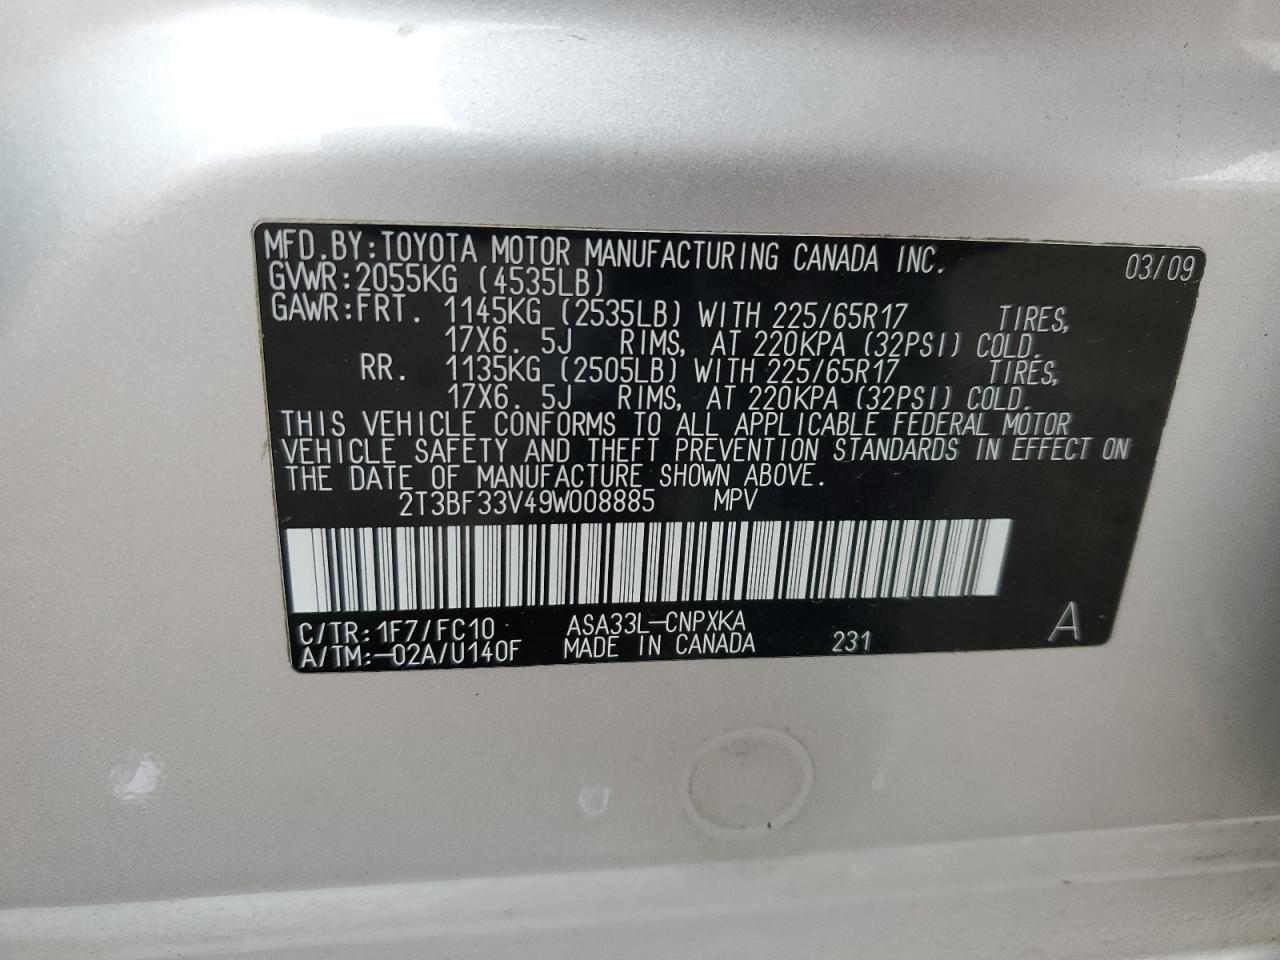 MFD.BY:TOYOTA MOTOR MANUFACTURING CANADA INC. 03/09
GVWR:2055KG (4535LB)
GAWR:FRT. 1145KG (2535LB) WITH 225/65R17 TIRES,
17X6.5J RIMS, AT 220KPA (32PSI) COLD.
RR. 1135KG (2505LB) WITH 225/65R17 TIRES,
17X6.5J RIMS, AT 220KPA (32PSI) COLD.
THIS VEHICLE CONFORMS TO ALL APPLICABLE FEDERAL MOTOR
VEHICLE SAFETY AND THEFT PREVENTION STANDARDS IN EFFECT ON
THE DATE OF MANUFACTURE SHOWN ABOVE.
2T3BF33V49W008885 MPV
C/TR:1F7/FC10 ASA33L-CNPXKA
A/TM:-02A/U140F MADE IN CANADA 231 A